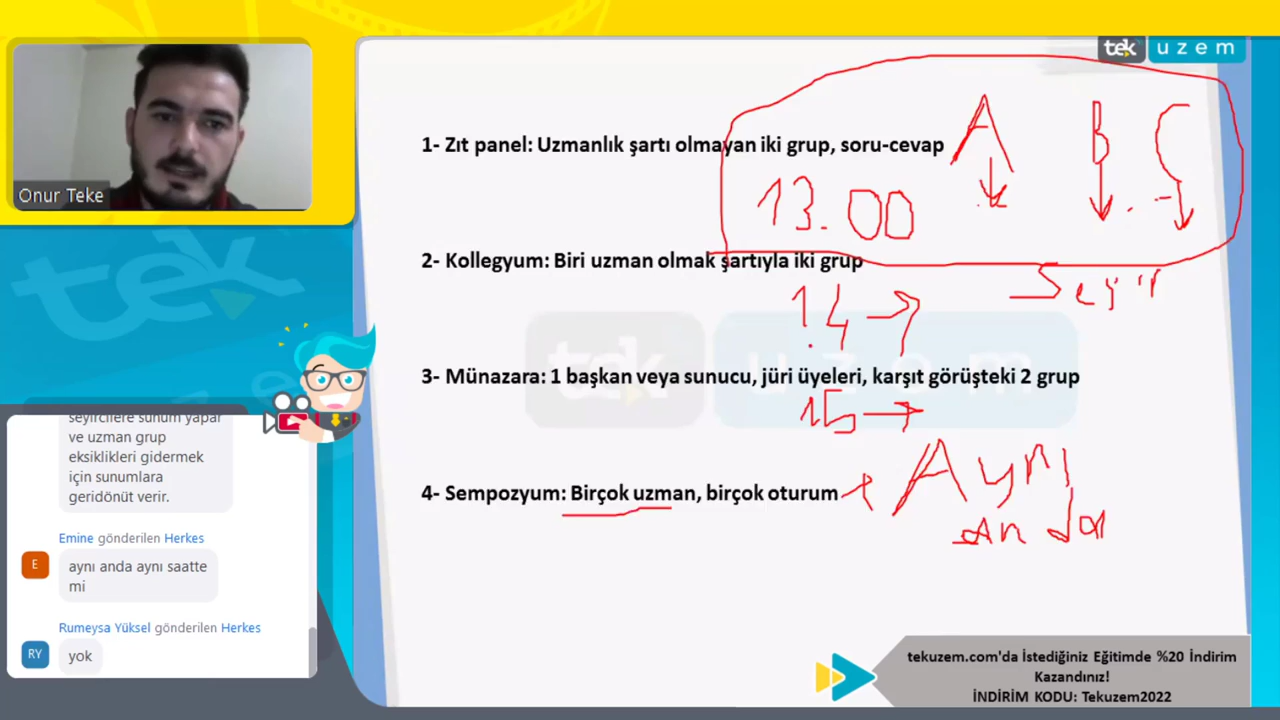 tek uzem
Onur Teke
1- Zıt panel: Uzmanlık şartı olmayan iki grup, soru-cevap
A B C
13.00
2- Kollegyum: Biri uzman olmak şartıyla iki grup
Seyir
14
tek uzem
3- Münazara: 1 başkan veya sunucu, jüri üyeleri, karşıt görüşteki 2 grup
15
4- Sempozyum: Birçok uzman, birçok oturum
+ Aynı
anda
tek
seyircilere sunum yapar
ve uzman grup
eksiklikleri gidermek
için sunumlara
geridönüt verir.
Emine gönderilen Herkes
E
aynı anda aynı saatte
mi
Rumeysa Yüksel gönderilen Herkes
RY
yok
tekuzem.com'da İstediğiniz Eğitimde %20 İndirim
Kazandınız!
İNDİRİM KODU: Tekuzem2022